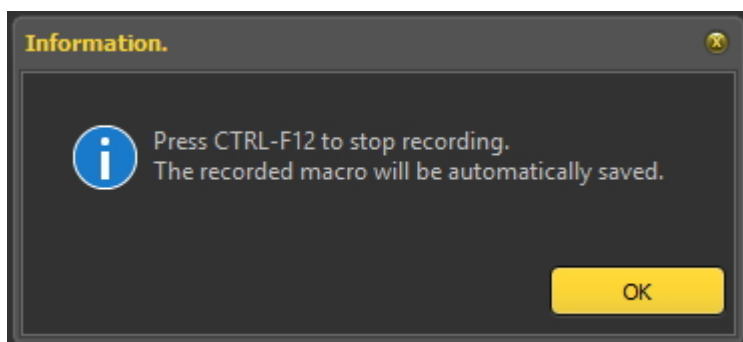 Information.
Press CTRL-F12 to stop recording.
The recorded macro will be automatically saved.
OK